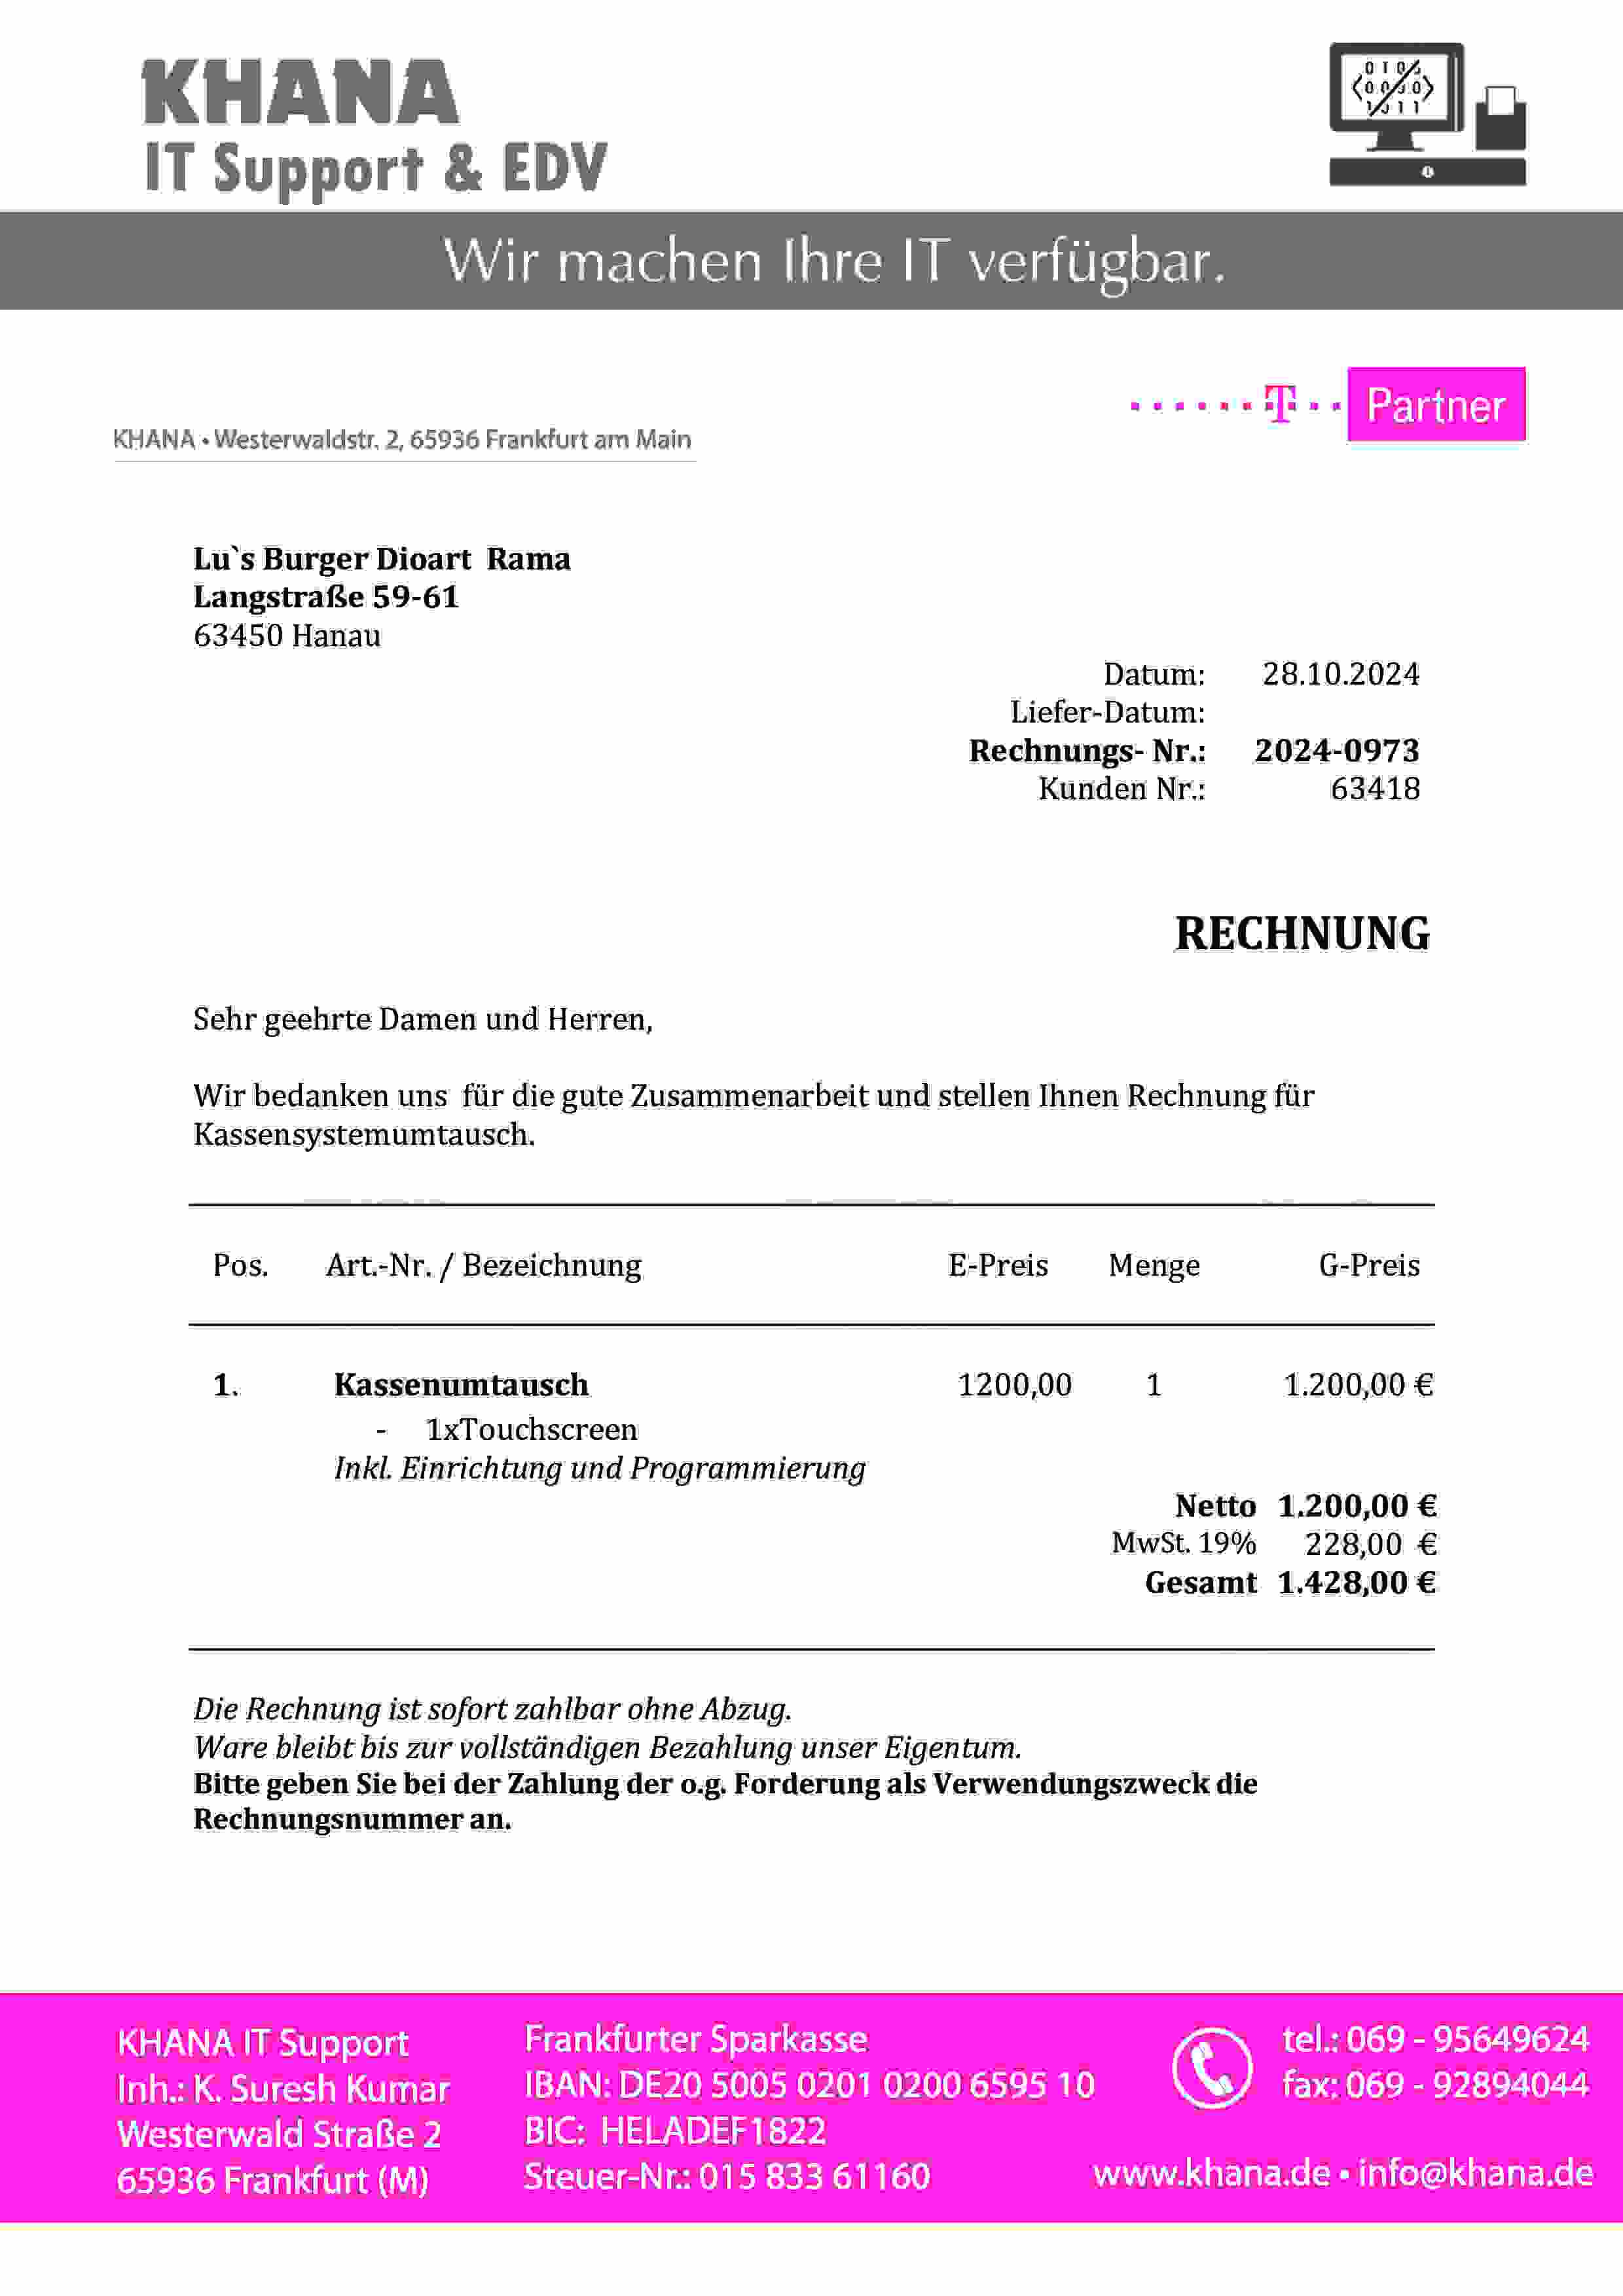 KHANA
IT Support & EDV
Wir machen Ihre IT verfügbar.
T Partner
KHANA • Westerwaldstr. 2, 65936 Frankfurt am Main
Lu`s Burger Dioart Rama
Langstraße 59-61
63450 Hanau
Datum: 28.10.2024
Liefer-Datum:
Rechnungs- Nr.: 2024-0973
Kunden Nr.: 63418
RECHNUNG
Sehr geehrte Damen und Herren,
Wir bedanken uns für die gute Zusammenarbeit und stellen Ihnen Rechnung für
Kassensystemumtausch.
Pos. Art.-Nr. / Bezeichnung E-Preis Menge G-Preis
1. Kassenumtausch 1200,00 1 1.200,00 €
- 1xTouchscreen
Inkl. Einrichtung und Programmierung
Netto 1.200,00 €
MwSt. 19% 228,00 €
Gesamt 1.428,00 €
Die Rechnung ist sofort zahlbar ohne Abzug.
Ware bleibt bis zur vollständigen Bezahlung unser Eigentum.
Bitte geben Sie bei der Zahlung der o.g. Forderung als Verwendungszweck die
Rechnungsnummer an.
KHANA IT Support
Inh.: K. Suresh Kumar
Westerwald Straße 2
65936 Frankfurt (M)
Frankfurter Sparkasse
IBAN: DE20 5005 0201 0200 6595 10
BIC: HELADEF1822
Steuer-Nr.: 015 833 61160
tel.: 069 - 95649624
fax: 069 - 92894044
www.khana.de • info@khana.de